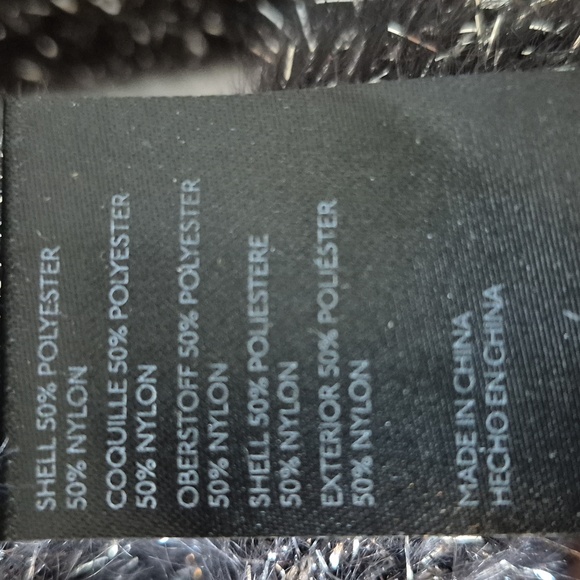 SHELL 50% POLYESTER
50% NYLON
COQUILLE 50% POLYESTER
50% NYLON
OBERSTOFF 50% POLYESTER
50% NYLON
SHELL 50% POLIESTERE
50% NYLON
EXTERIOR 50% POLIÉSTER
50% NYLON
MADE IN CHINA
HECHO EN CHINA